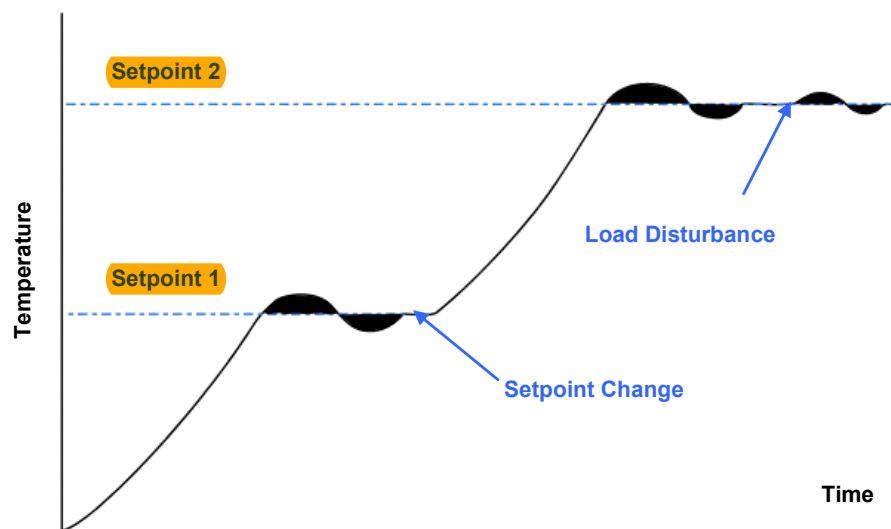 Setpoint 2
Load Disturbance
Setpoint 1
Temperature
Setpoint Change
Time